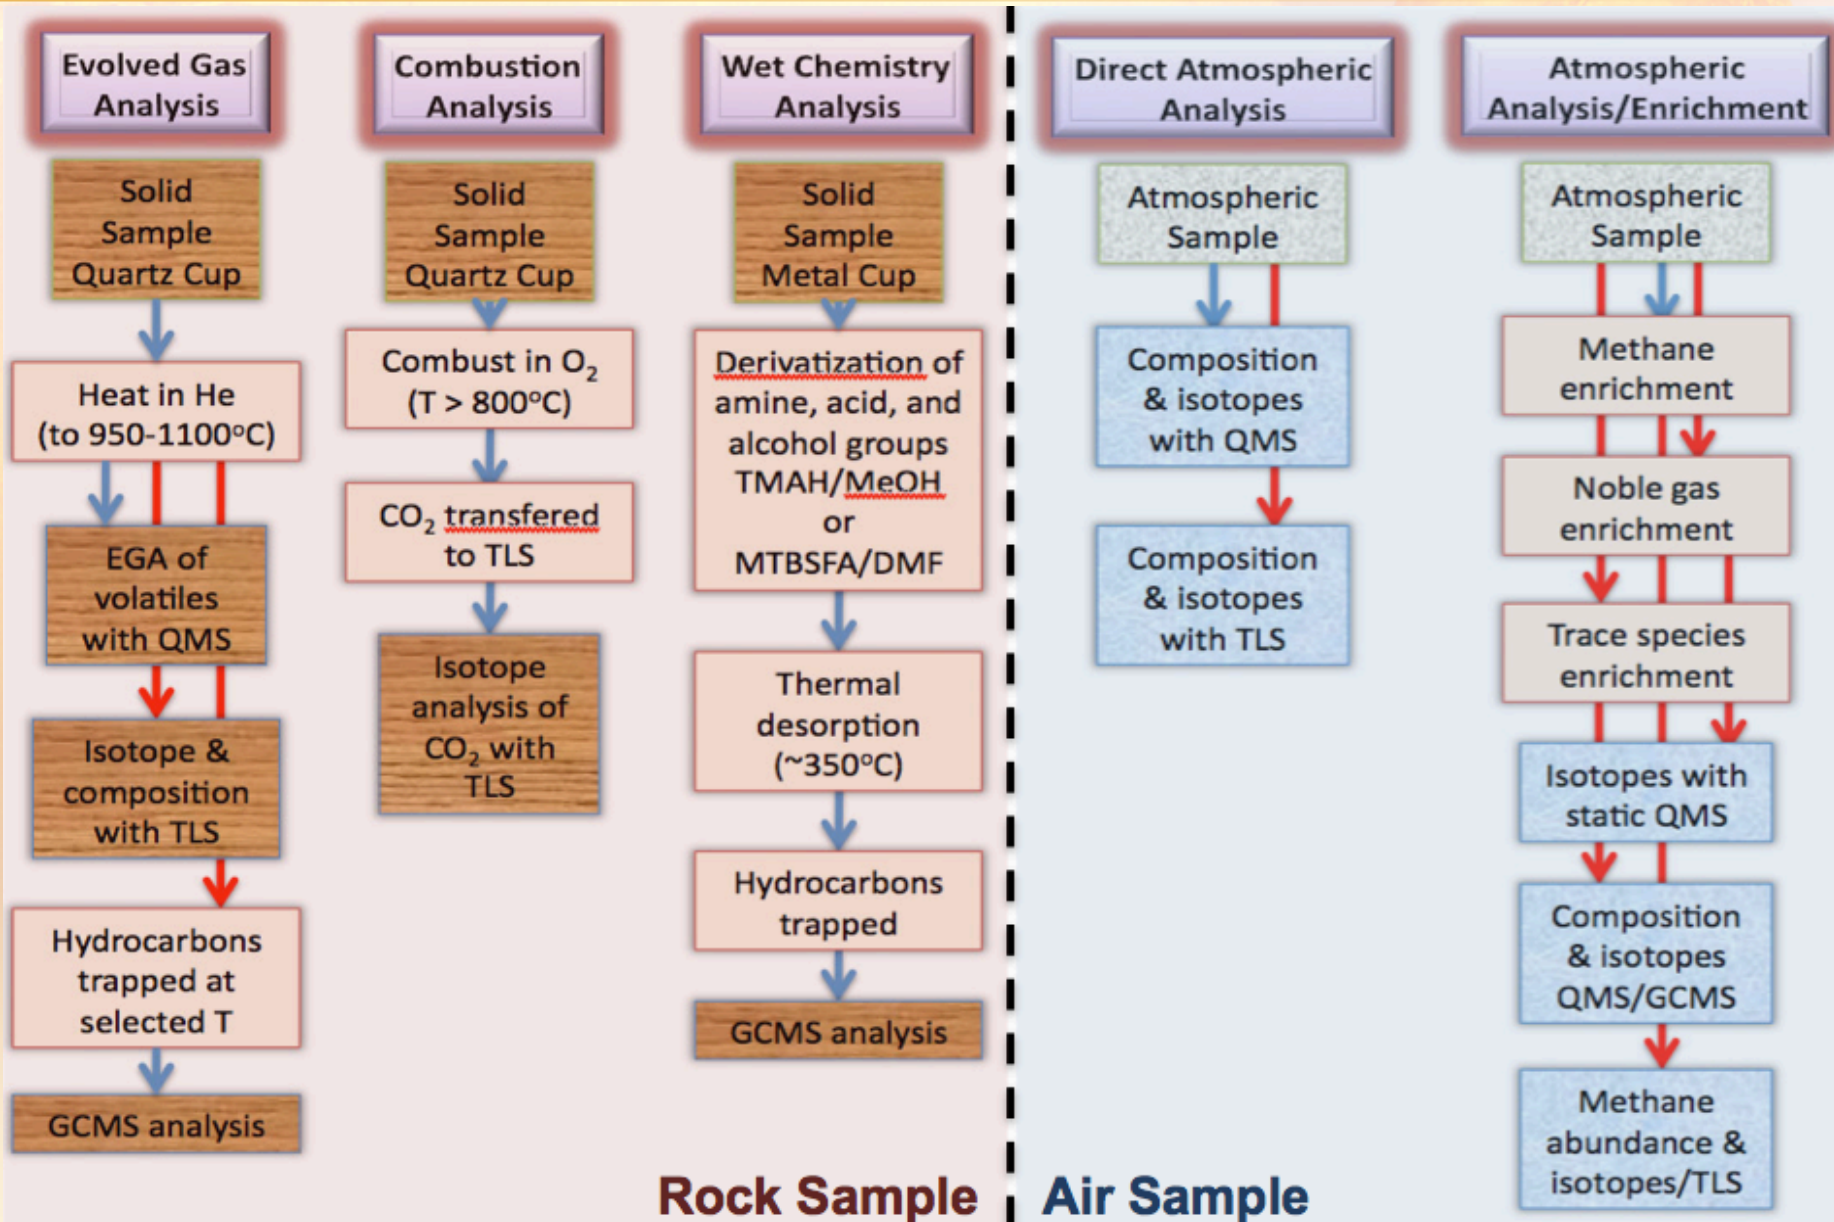 Evolved Gas
Analysis
Solid
Sample
Quartz Cup
Heat in He
(to 950-1100°C)
EGA of
volatiles
with QMS
Isotope &
composition
with TLS
Hydrocarbons
trapped at
selected T
GCMS analysis
Combustion
Analysis
Solid
Sample
Quartz Cup
Combust in O₂
(T > 800°C)
CO₂ transfered
to TLS
Isotope
analysis of
CO₂ with
TLS
Wet Chemistry
Analysis
Solid
Sample
Metal Cup
Derivatization of
amine, acid, and
alcohol groups
TMAH/MeOH
or
MTBSFA/DMF
Thermal
desorption
(~350°C)
Hydrocarbons
trapped
GCMS analysis
Rock Sample
Direct Atmospheric
Analysis
Atmospheric
Sample
Composition
& isotopes
with QMS
Composition
& isotopes
with TLS
Atmospheric
Analysis/Enrichment
Atmospheric
Sample
Methane
enrichment
Noble gas
enrichment
Trace species
enrichment
Isotopes with
static QMS
Composition
& isotopes
QMS/GCMS
Methane
abundance &
isotopes/TLS
Air Sample